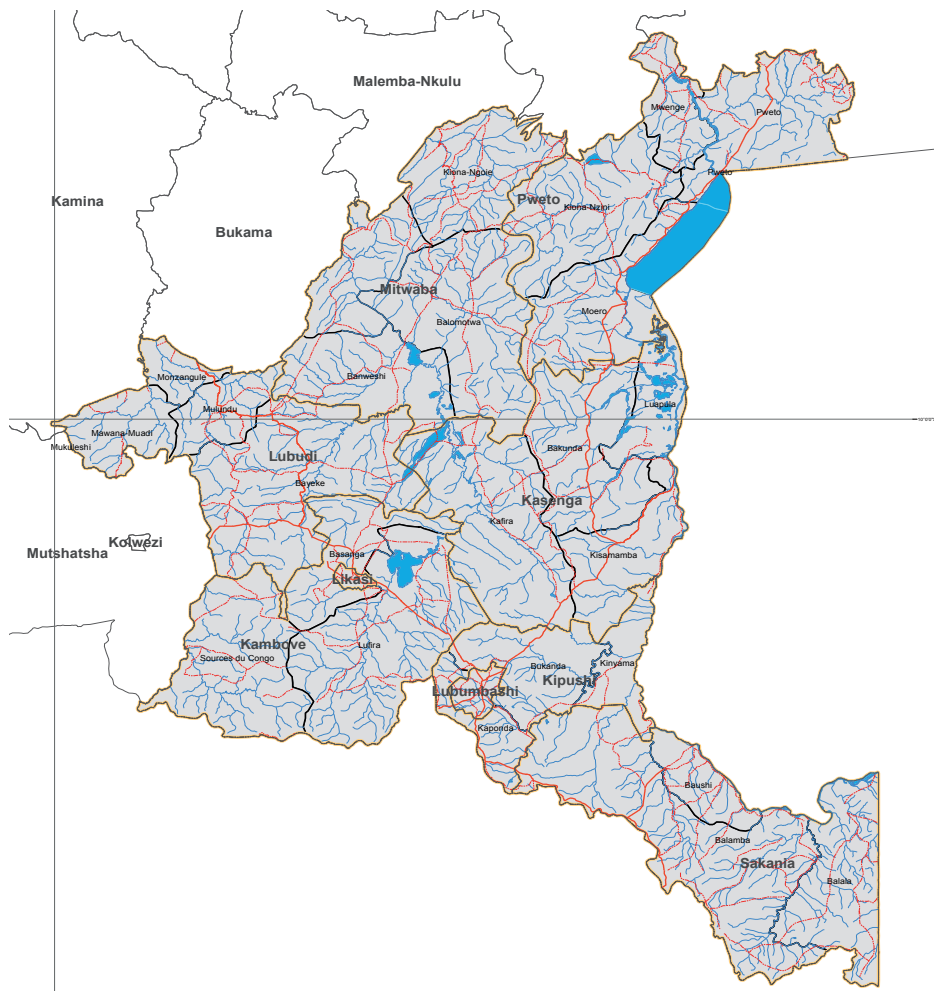 Malemba-Nkulu
Mwenge
Pweto
Kiona-Ngoie
Pweto
Kamina
Pweto
Kiona-Nzini
Bukama
Mitwaba
Moero
Balomotwa
Monzangule
Banweshi
Luapula
Mulundu
Mawana-Muadi
Mukuleshi
Bakunda
Lubudi
Bayeke
Kasenga
Kafira
Kolwezi
Mutshatsha
Basanga
Kisamamba
Likasi
Kambove
Lufira
Sources du Congo
Bukanda
Kinyama
Kipushi
Lubumbashi
Kaponda
Baushi
Balamba
Sakania
Balala